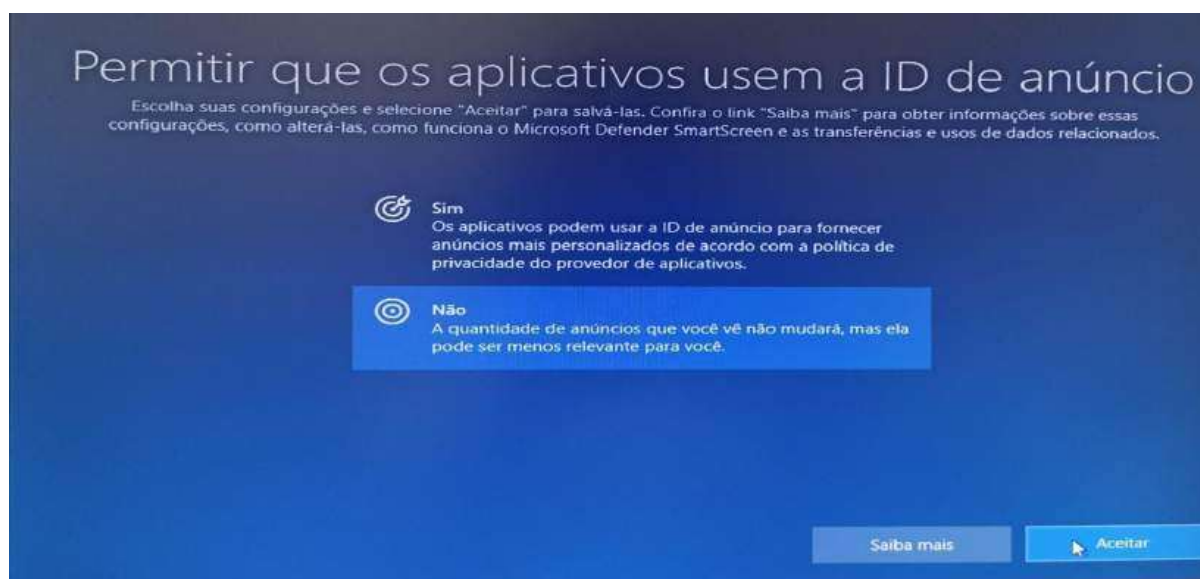 Permitir que os aplicativos usem a ID de anúncio
Escolha suas configurações e selecione "Aceitar" para salvá-las. Confira o link "Saiba mais" para obter informações sobre essas
configurações, como alterá-las, como funciona o Microsoft Defender SmartScreen e as transferências e usos de dados relacionados.
Sim
Os aplicativos podem usar a ID de anúncio para fornecer
anúncios mais personalizados de acordo com a política de
privacidade do provedor de aplicativos.
Não
A quantidade de anúncios que você vê não mudará, mas ela
pode ser menos relevante para você.
Saiba mais
Aceitar